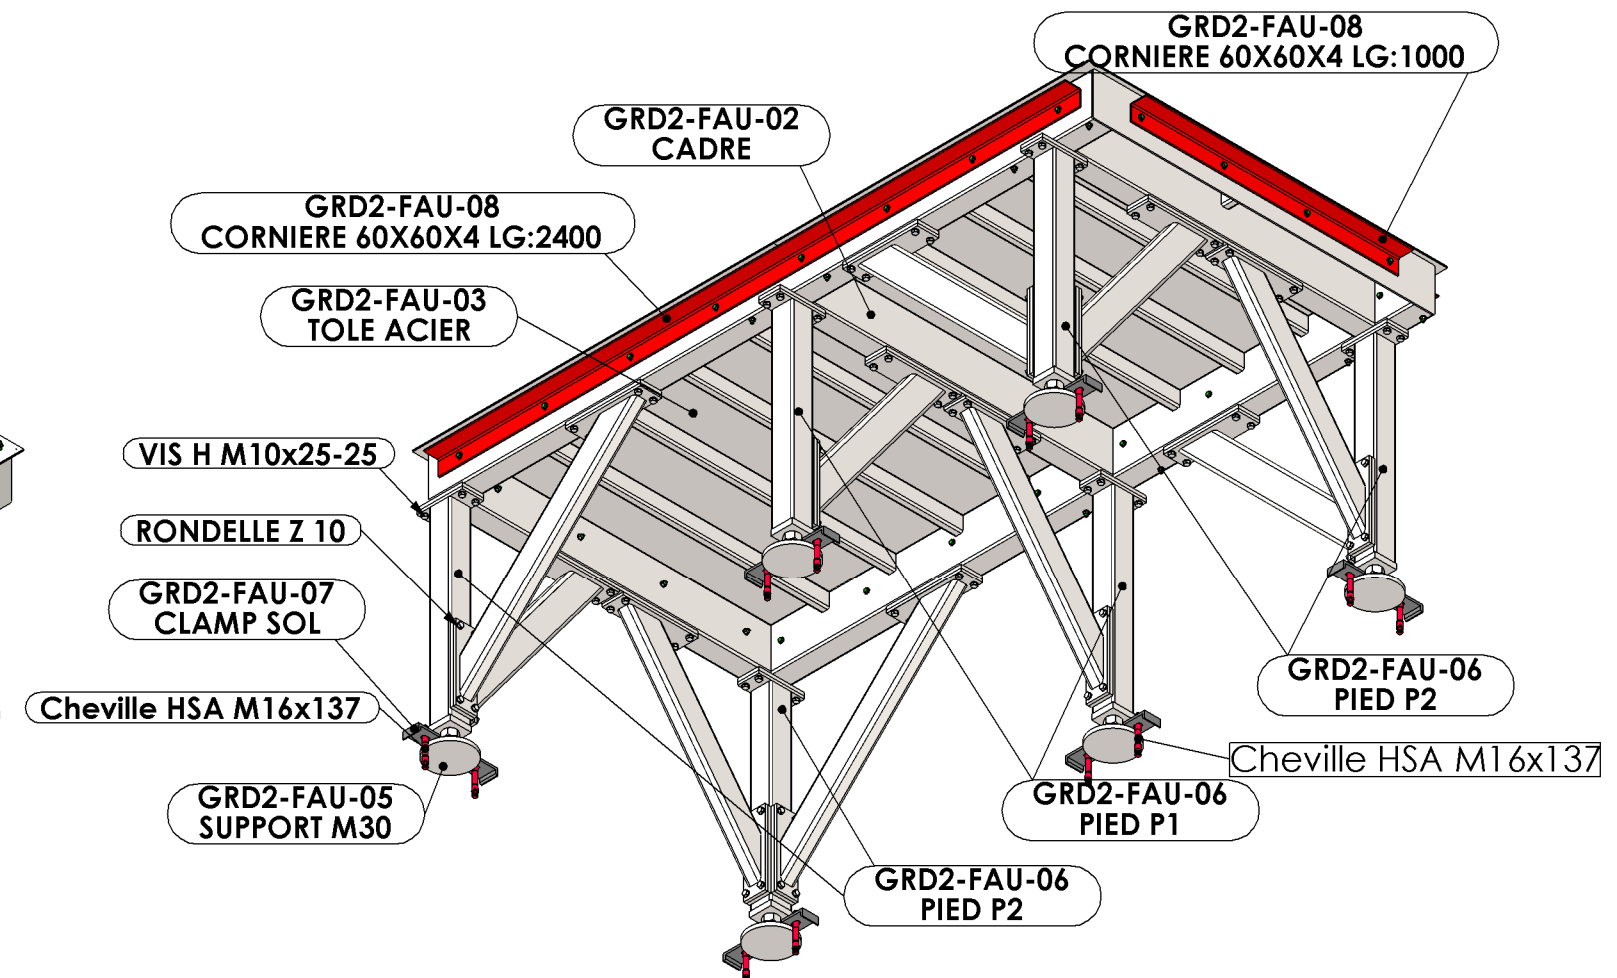 GRD2-FAU-08
CORNIERE 60X60X4 LG:1000
GRD2-FAU-02
CADRE
GRD2-FAU-08
CORNIERE 60X60X4 LG:2400
GRD2-FAU-03
TOLE ACIER
VIS H M10x25-25
RONDELLE Z 10
GRD2-FAU-07
CLAMP SOL
Cheville HSA M16x137
GRD2-FAU-05
SUPPORT M30
GRD2-FAU-06
PIED P2
Cheville HSA M16x137
GRD2-FAU-06
PIED P1
GRD2-FAU-06
PIED P2